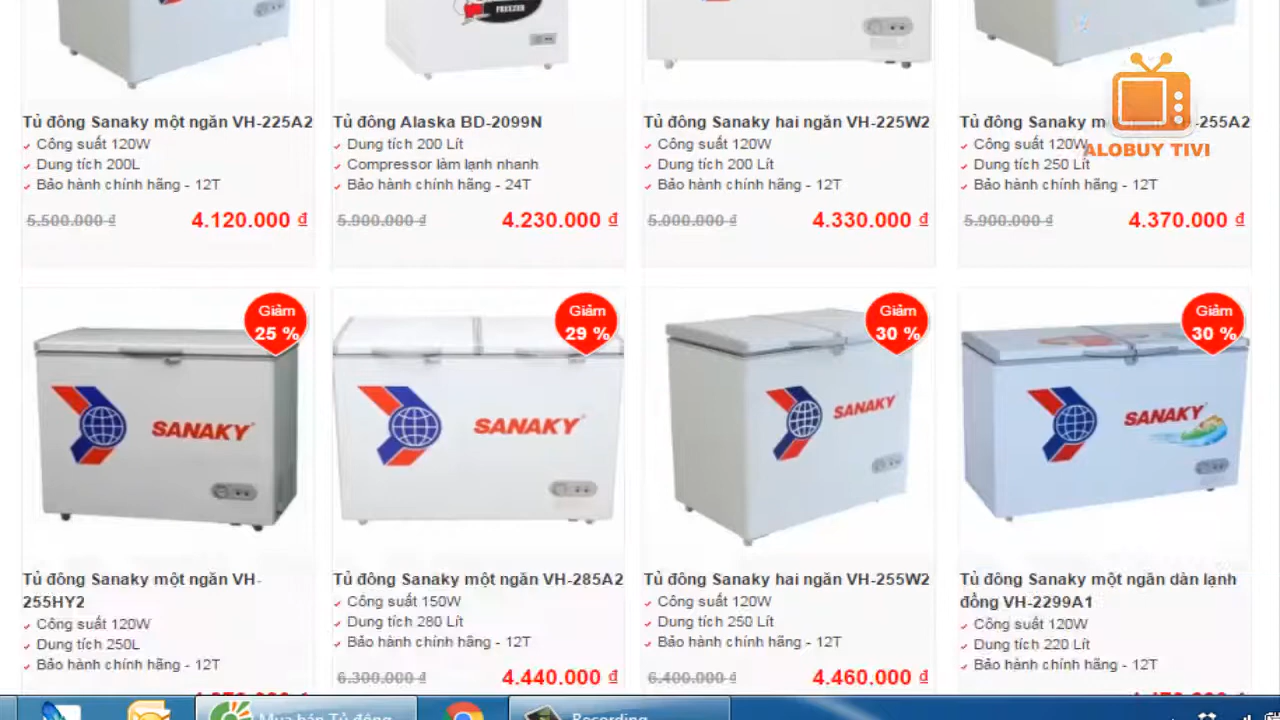 FREEZER
Tủ đông Sanaky một ngăn VH-225A2
Công suất 120W
Dung tích 200L
Bảo hành chính hãng - 12T
5.500.000 ₫
4.120.000 ₫
Tủ đông Alaska BD-2099N
Dung tích 200 Lít
Compressor làm lạnh nhanh
Bảo hành chính hãng - 24T
5.900.000 ₫
4.230.000 ₫
Tủ đông Sanaky hai ngăn VH-225W2
Công suất 120W
Dung tích 200 Lít
Bảo hành chính hãng - 12T
5.000.000 ₫
4.330.000 ₫
Tủ đông Sanaky VH-255A2
Công suất 120W
Dung tích 250 Lít
Bảo hành chính hãng - 12T
5.900.000 ₫
4.370.000 ₫
ALOBUY TIVI
Giảm
25 %
SANAKY
Giảm
29 %
SANAKY
Giảm
30 %
SANAKY
Giảm
30 %
SANAKY
Tủ đông Sanaky một ngăn VH-
255HY2
Công suất 120W
Dung tích 250L
Bảo hành chính hãng - 12T
Tủ đông Sanaky một ngăn VH-285A2
Công suất 150W
Dung tích 280 Lít
Bảo hành chính hãng - 12T
6.300.000 ₫
4.440.000 ₫
Tủ đông Sanaky hai ngăn VH-255W2
Công suất 120W
Dung tích 250 Lít
Bảo hành chính hãng - 12T
6.400.000 ₫
4.460.000 ₫
Tủ đông Sanaky một ngăn dàn lạnh
đồng VH-2299A1
Công suất 120W
Dung tích 220 Lít
Bảo hành chính hãng - 12T
Mua bán Tủ đông
Recording